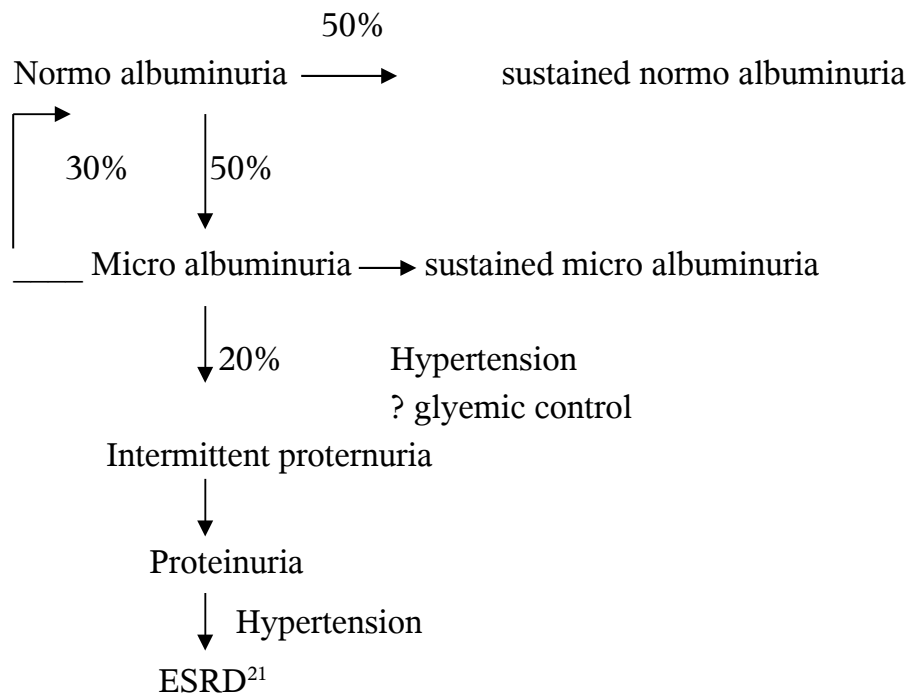 50%
Normo albuminuria sustained normo albuminuria
30% 50%
Micro albuminuria sustained micro albuminuria
20% Hypertension
? glyemic control
Intermittent proternuria
Proteinuria
Hypertension
ESRD21